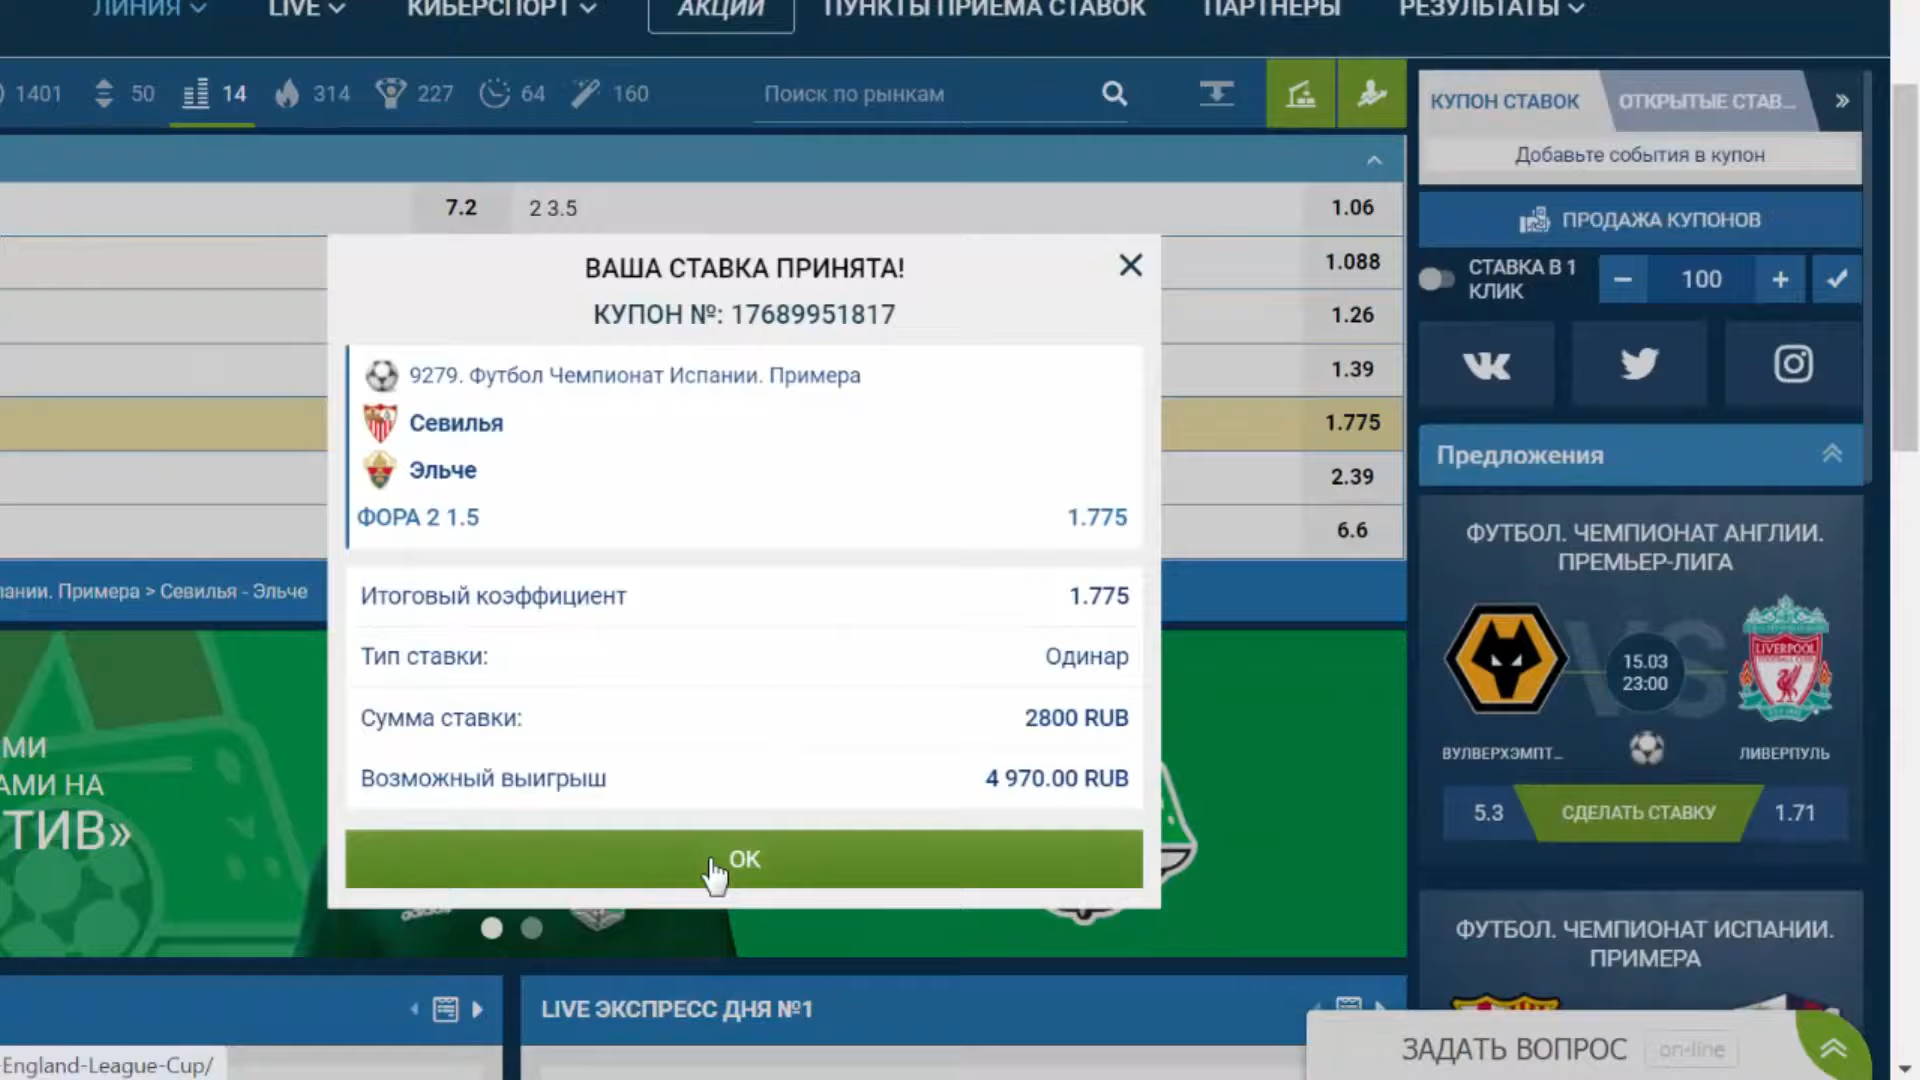 ЛИНИЯ LIVE КИБЕРСПОРТ АКЦИИ ПУНКТЫ ПРИЕМА СТАВОК ПАРТНЕРЫ РЕЗУЛЬТАТЫ
1401 50 14 314 227 64 160 Поиск по рынкам
КУПОН СТАВОК ОТКРЫТЫЕ СТАВ...
Добавьте события в купон
ПРОДАЖА КУПОНОВ
СТАВКА В 1
КЛИК
100
Предложения
ФУТБОЛ. ЧЕМПИОНАТ АНГЛИИ.
ПРЕМЬЕР-ЛИГА
VS
15.03
23:00
LIVERPOOL
ВУЛВЕРХЭМПТ... ЛИВЕРПУЛЬ
5.3 СДЕЛАТЬ СТАВКУ 1.71
ФУТБОЛ. ЧЕМПИОНАТ ИСПАНИИ.
ПРИМЕРА
7.2 2 3.5 1.06
1.088
1.26
1.39
1.775
2.39
6.6
ВАША СТАВКА ПРИНЯТА!
КУПОН №: 17689951817
9279. Футбол Чемпионат Испании. Примера
Севилья
Эльче
ФОРА 2 1.5 1.775
Итоговый коэффициент 1.775
Тип ставки: Одинар
Сумма ставки: 2800 RUB
Возможный выигрыш 4 970.00 RUB
OK
пании. Примера > Севилья - Эльче
МИ
АМИ НА
ТИВ»
adidas
LIVE ЭКСПРЕСС ДНЯ №1
-England-League-Cup/
ЗАДАТЬ ВОПРОС on-line